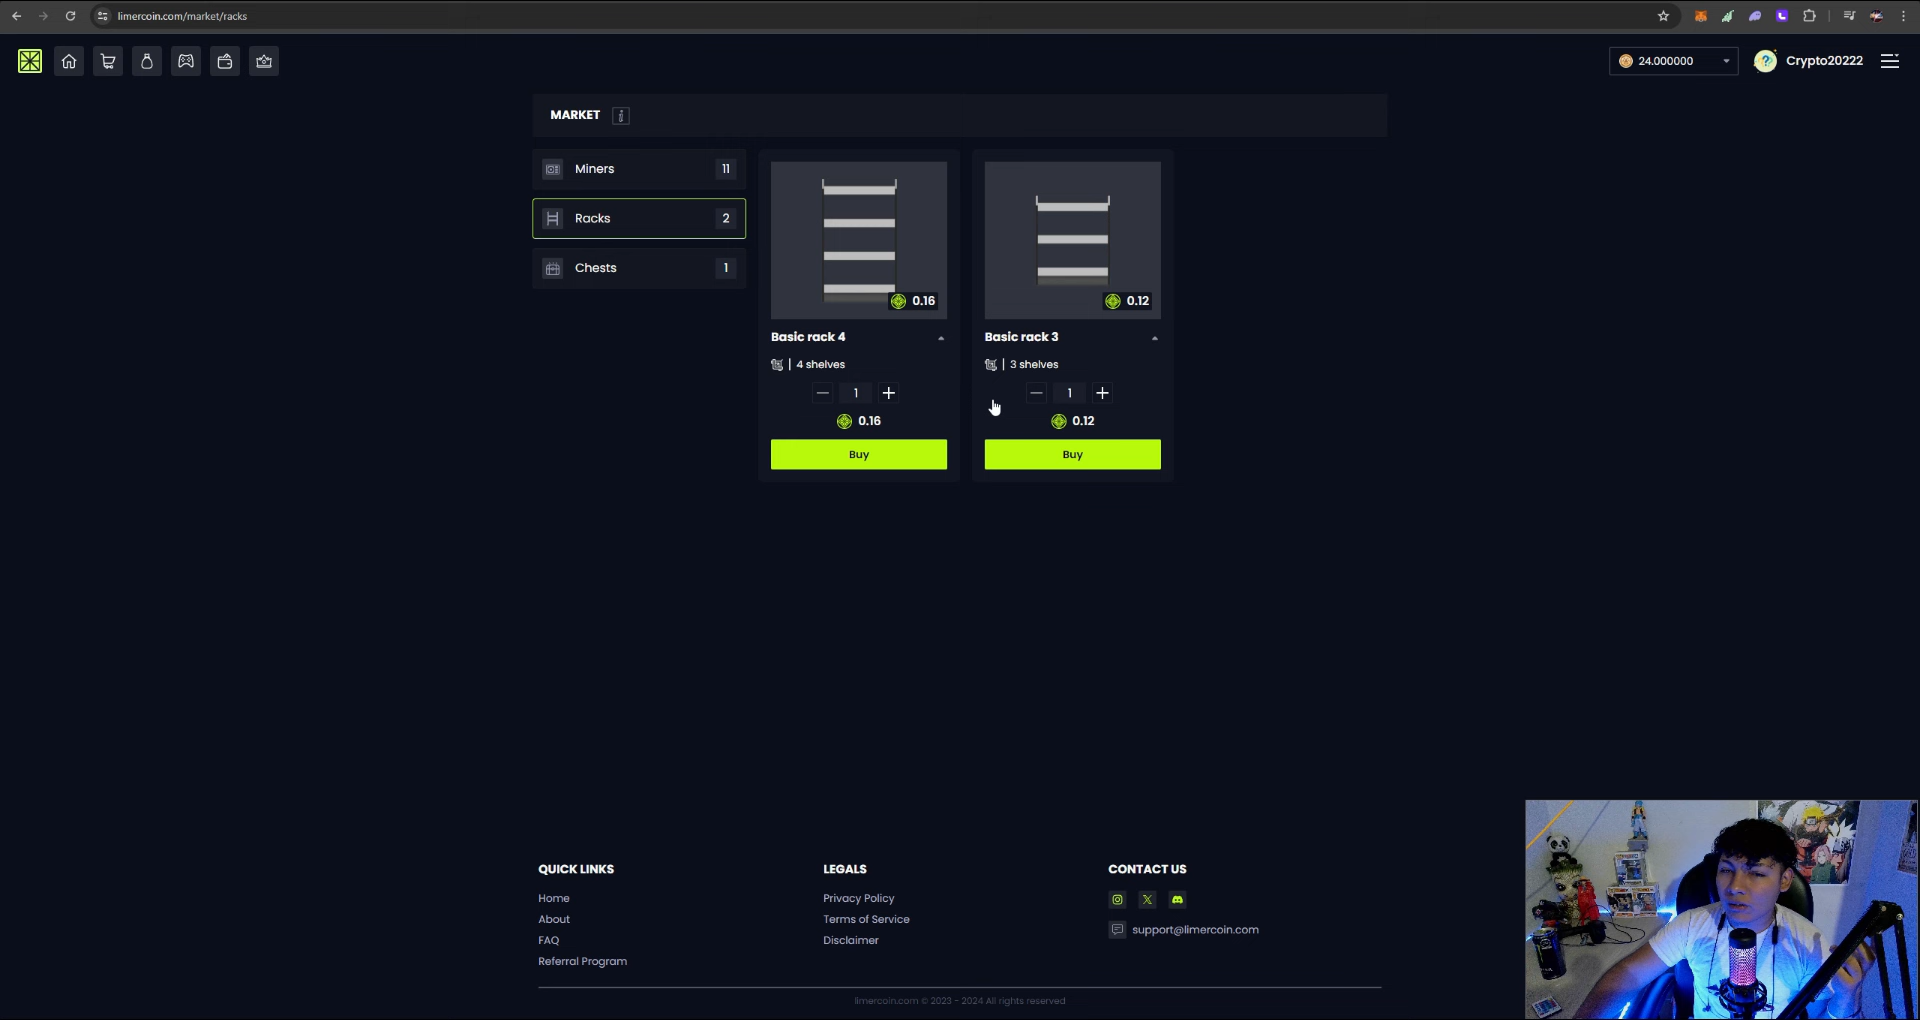 limercoin.com/market/racks
24.000000
Crypto20222
MARKET i
Miners 11
Racks 2
Chests 1
0.16
Basic rack 4
| 4 shelves
1
0.16
Buy
0.12
Basic rack 3
| 3 shelves
1
0.12
Buy
QUICK LINKS
Home
About
FAQ
Referral Program
LEGALS
Privacy Policy
Terms of Service
Disclaimer
CONTACT US
support@limercoin.com
limercoin.com © 2023 - 2024 All rights reserved